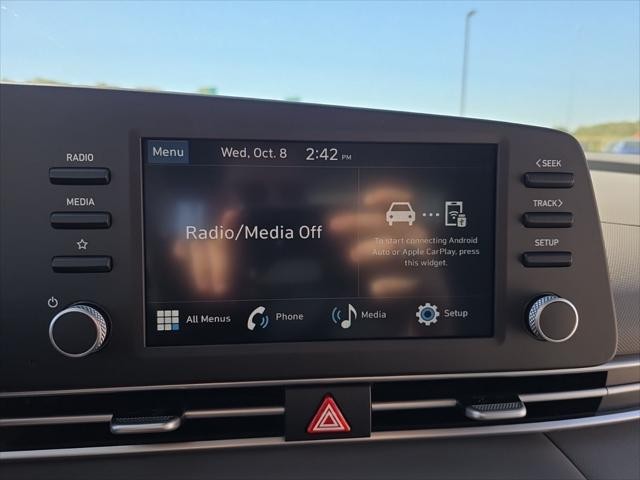 RADIO
MEDIA
Menu
Wed, Oct. 8
2:42 PM
Radio/Media Off
To start connecting Android
Auto or Apple CarPlay, press
this widget.
All Menus
Phone
Media
Setup
<SEEK
TRACK>
SETUP